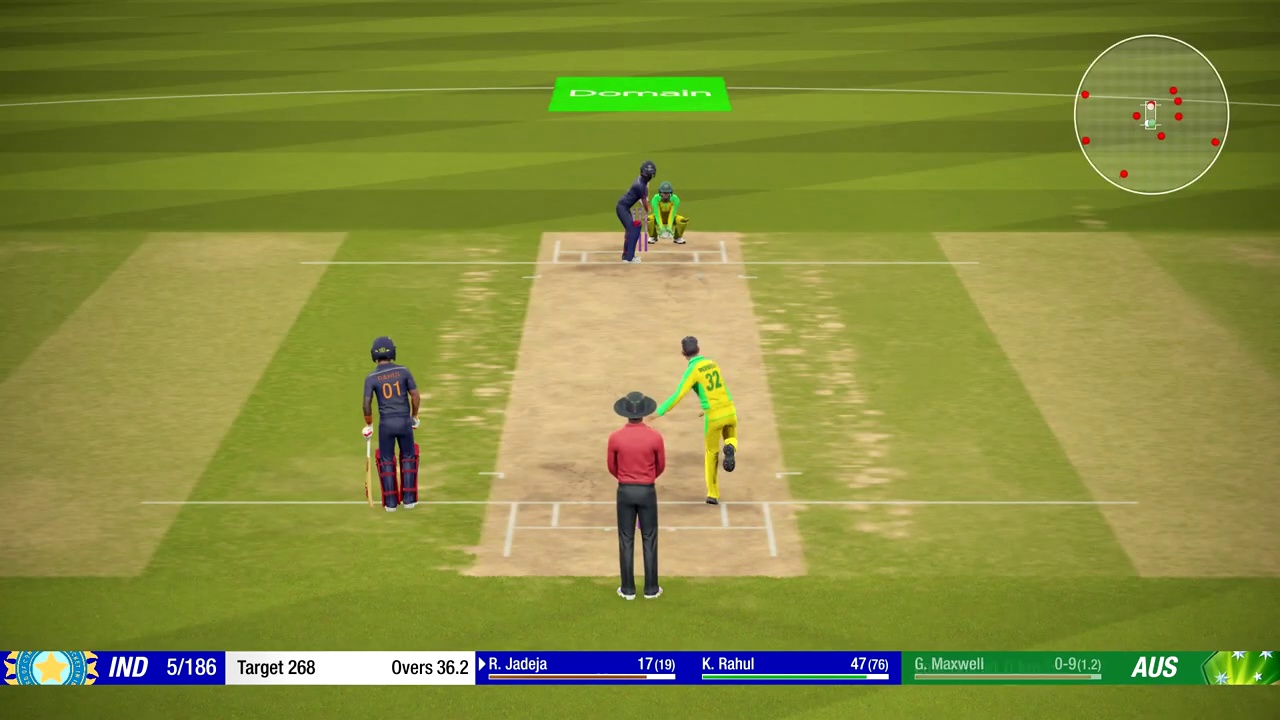 Domain
RAHUL
01
32
IND 5/186 Target 268 Overs 36.2 R. Jadeja 17(19) K. Rahul 47(76) G. Maxwell 0-9(1.2) AUS